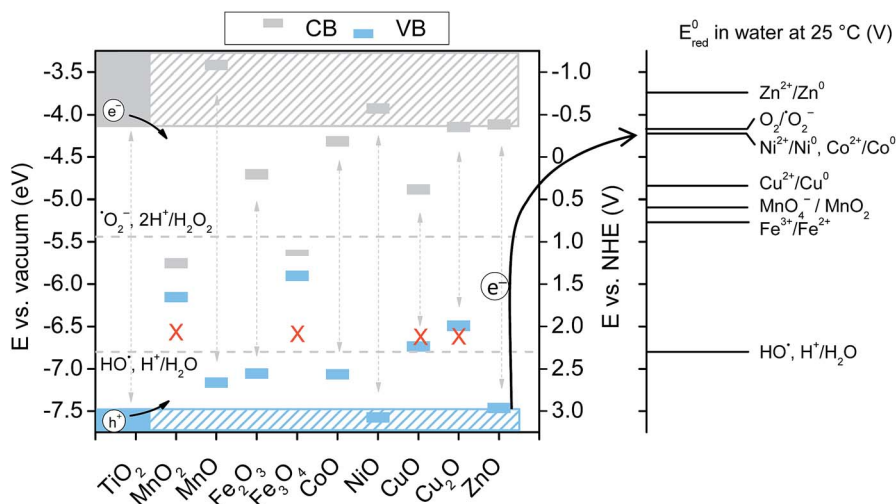 CB VB
E⁰red in water at 25 °C (V)
E vs. vacuum (eV)
-3.5
-4.0
-4.5
-5.0
-5.5
-6.0
-6.5
-7.0
-7.5
e⁻
•O₂⁻, 2H⁺/H₂O₂
HO•, H⁺/H₂O
h⁺
X X X X
e⁻
-1.0
-0.5
0
0.5
1.0
1.5
2.0
2.5
3.0
E vs. NHE (V)
Zn²⁺/Zn⁰
O₂/•O₂⁻
Ni²⁺/Ni⁰, Co²⁺/Co⁰
Cu²⁺/Cu⁰
MnO₄⁻ / MnO₂
Fe³⁺/Fe²⁺
HO•, H⁺/H₂O
TiO₂
MnO₂
MnO
Fe₂O₃
Fe₃O₄
CoO
NiO
CuO
Cu₂O
ZnO